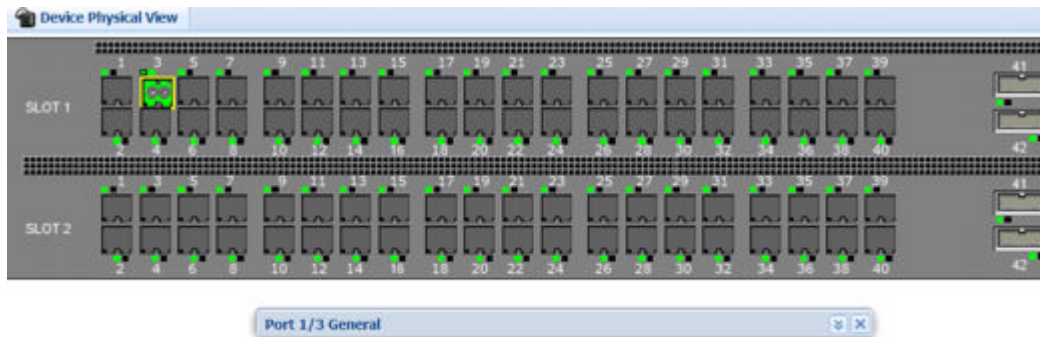 Device Physical View
1 3 5 7 9 11 13 15 17 19 21 23 25 27 29 31 33 35 37 39 41
SLOT 1
2 4 6 8 10 12 14 16 18 20 22 24 26 28 30 32 34 36 38 40 42
1 3 5 7 9 11 13 15 17 19 21 23 25 27 29 31 33 35 37 39 41
SLOT 2
2 4 6 8 10 12 14 16 18 20 22 24 26 28 30 32 34 36 38 40 42
Port 1/3 General